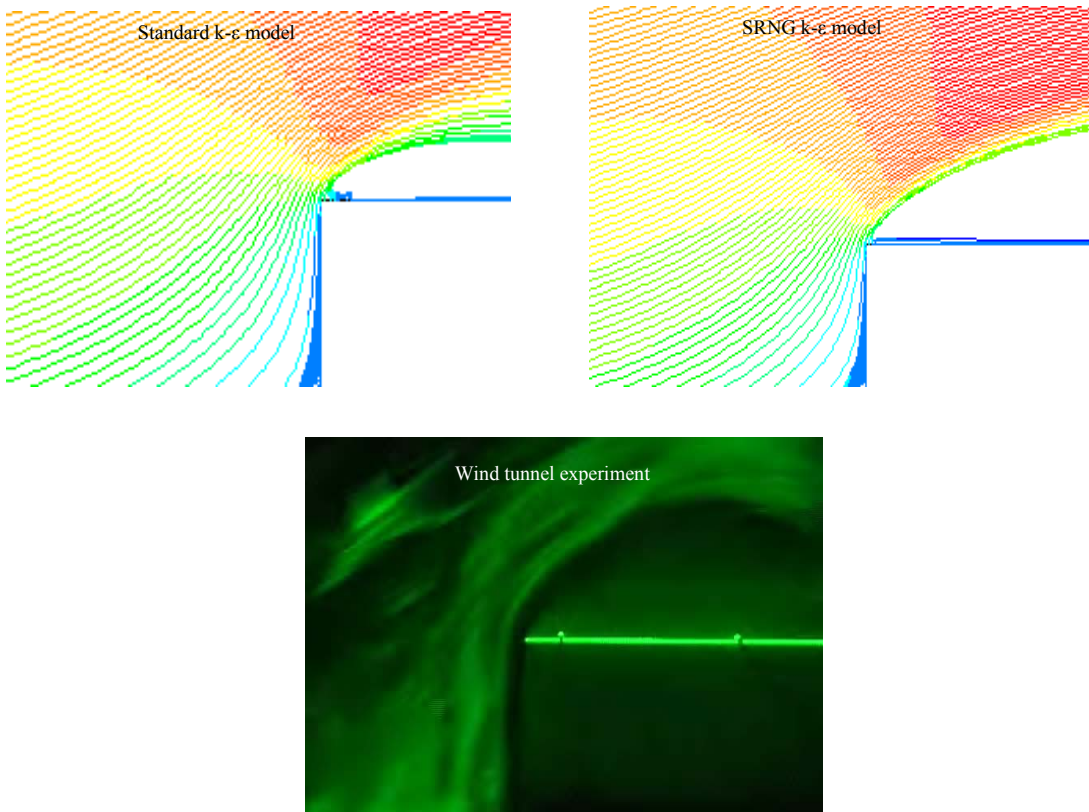 Standard k-ε model
SRNG k-ε model
Wind tunnel experiment